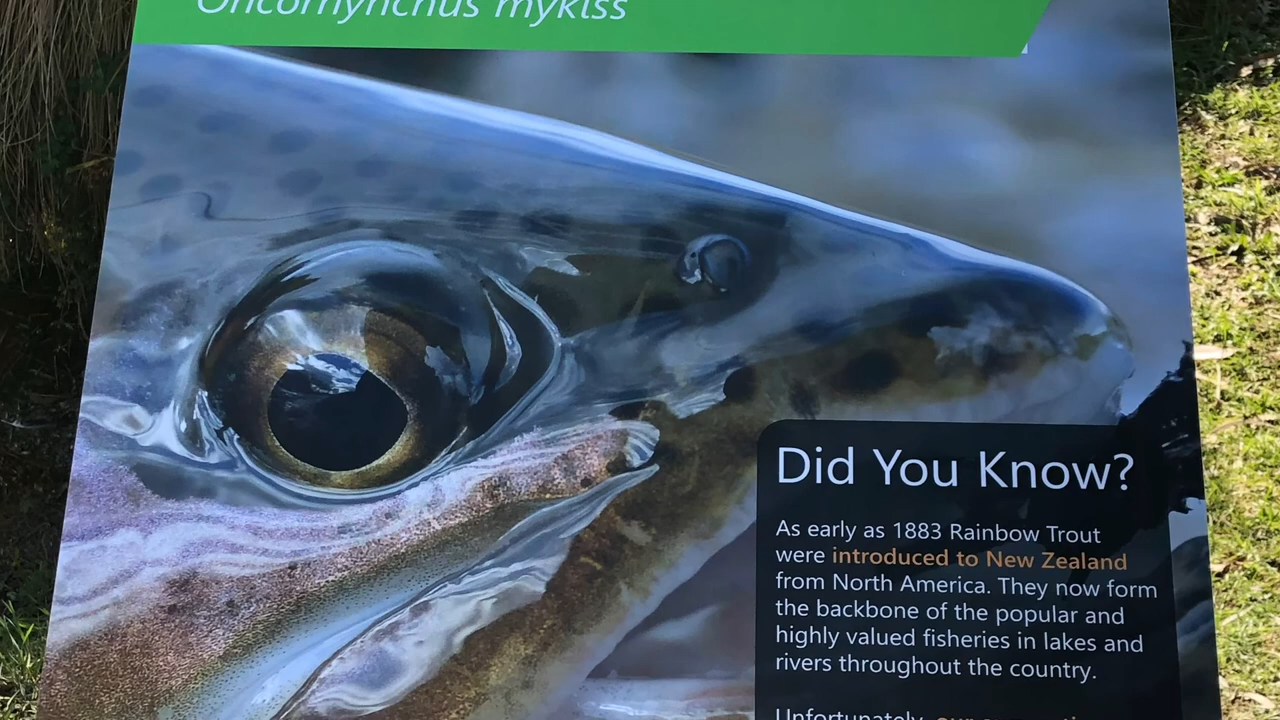 Oncorhynchus mykiss
Did You Know?
As early as 1883 Rainbow Trout
were introduced to New Zealand
from North America. They now form
the backbone of the popular and
highly valued fisheries in lakes and
rivers throughout the country.
Unfortunately